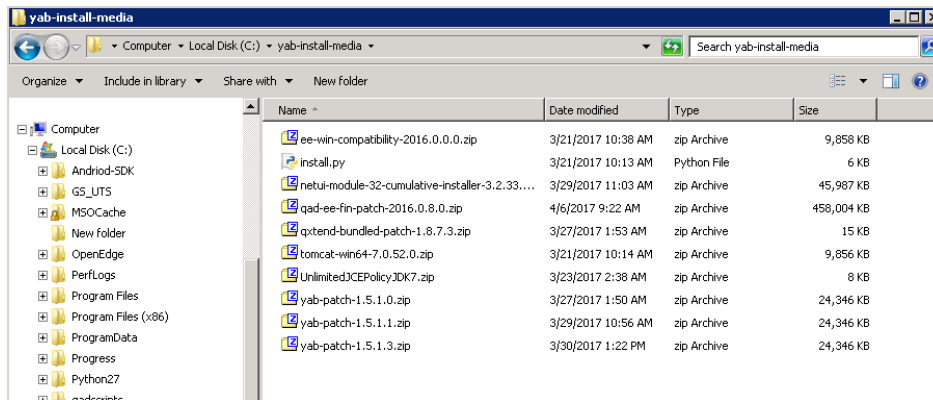 yab-install-media
Computer Local Disk (C:) yab-install-media
Search yab-install-media
Organize Include in library Share with New folder
Name Date modified Type Size
Computer
Local Disk (C:)
Andriod-SDK
GS_UTS
MSOCache
New folder
OpenEdge
PerfLogs
Program Files
Program Files (x86)
ProgramData
Progress
Python27
qadscripts
ee-win-compatibility-2016.0.0.0.zip 3/21/2017 10:38 AM zip Archive 9,858 KB
install.py 3/21/2017 10:13 AM Python File 6 KB
netui-module-32-cumulative-installer-3.2.33.... 3/29/2017 11:03 AM zip Archive 45,987 KB
qad-ee-fin-patch-2016.0.8.0.zip 4/6/2017 9:22 AM zip Archive 458,004 KB
qxtend-bundled-patch-1.8.7.3.zip 3/27/2017 1:53 AM zip Archive 15 KB
tomcat-win64-7.0.52.0.zip 3/21/2017 10:14 AM zip Archive 9,856 KB
UnlimitedJCEPolicyJDK7.zip 3/23/2017 2:38 AM zip Archive 8 KB
yab-patch-1.5.1.0.zip 3/27/2017 1:50 AM zip Archive 24,346 KB
yab-patch-1.5.1.1.zip 3/29/2017 10:56 AM zip Archive 24,346 KB
yab-patch-1.5.1.3.zip 3/30/2017 1:22 PM zip Archive 24,346 KB